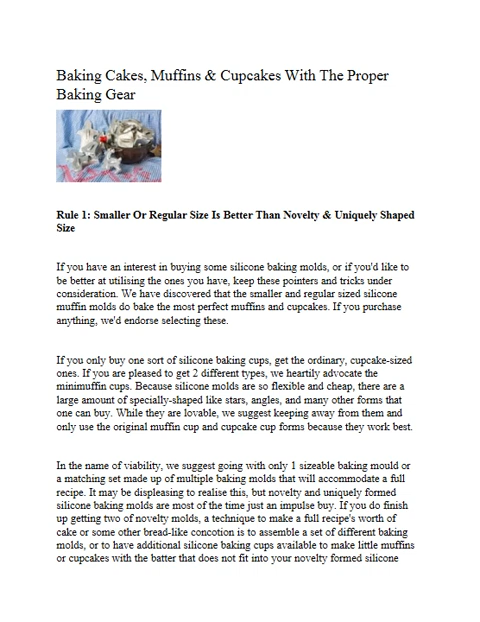 Baking Cakes, Muffins & Cupcakes With The Proper
Baking Gear
Rule 1: Smaller Or Regular Size Is Better Than Novelty & Uniquely Shaped
Size
If you have an interest in buying some silicone baking molds, or if you'd like to
be better at utilising the ones you have, keep these pointers and tricks under
consideration. We have discovered that the smaller and regular sized silicone
muffin molds do bake the most perfect muffins and cupcakes. If you purchase
anything, we'd endorse selecting these.
If you only buy one sort of silicone baking cups, get the ordinary, cupcake-sized
ones. If you are pleased to get 2 different types, we heartily advocate the
minimuffin cups. Because silicone molds are so flexible and cheap, there are a
large amount of specially-shaped like stars, angles, and many other forms that
one can buy. While they are lovable, we suggest keeping away from them and
only use the original muffin cup and cupcake cup forms because they work best.
In the name of viability, we suggest going with only 1 sizeable baking mould or
a matching set made up of multiple baking molds that will accommodate a full
recipe. It may be displeasing to realise this, but novelty and uniquely formed
silicone baking molds are most of the time just an impulse buy. If you do finish
up getting two of novelty molds, a technique to make a full recipe's worth of
cake or some other bread-like concotion is to assemble a set of different baking
molds, or to have additional silicone baking cups available to make little muffins
or cupcakes with the batter that does not fit into your novelty formed silicone